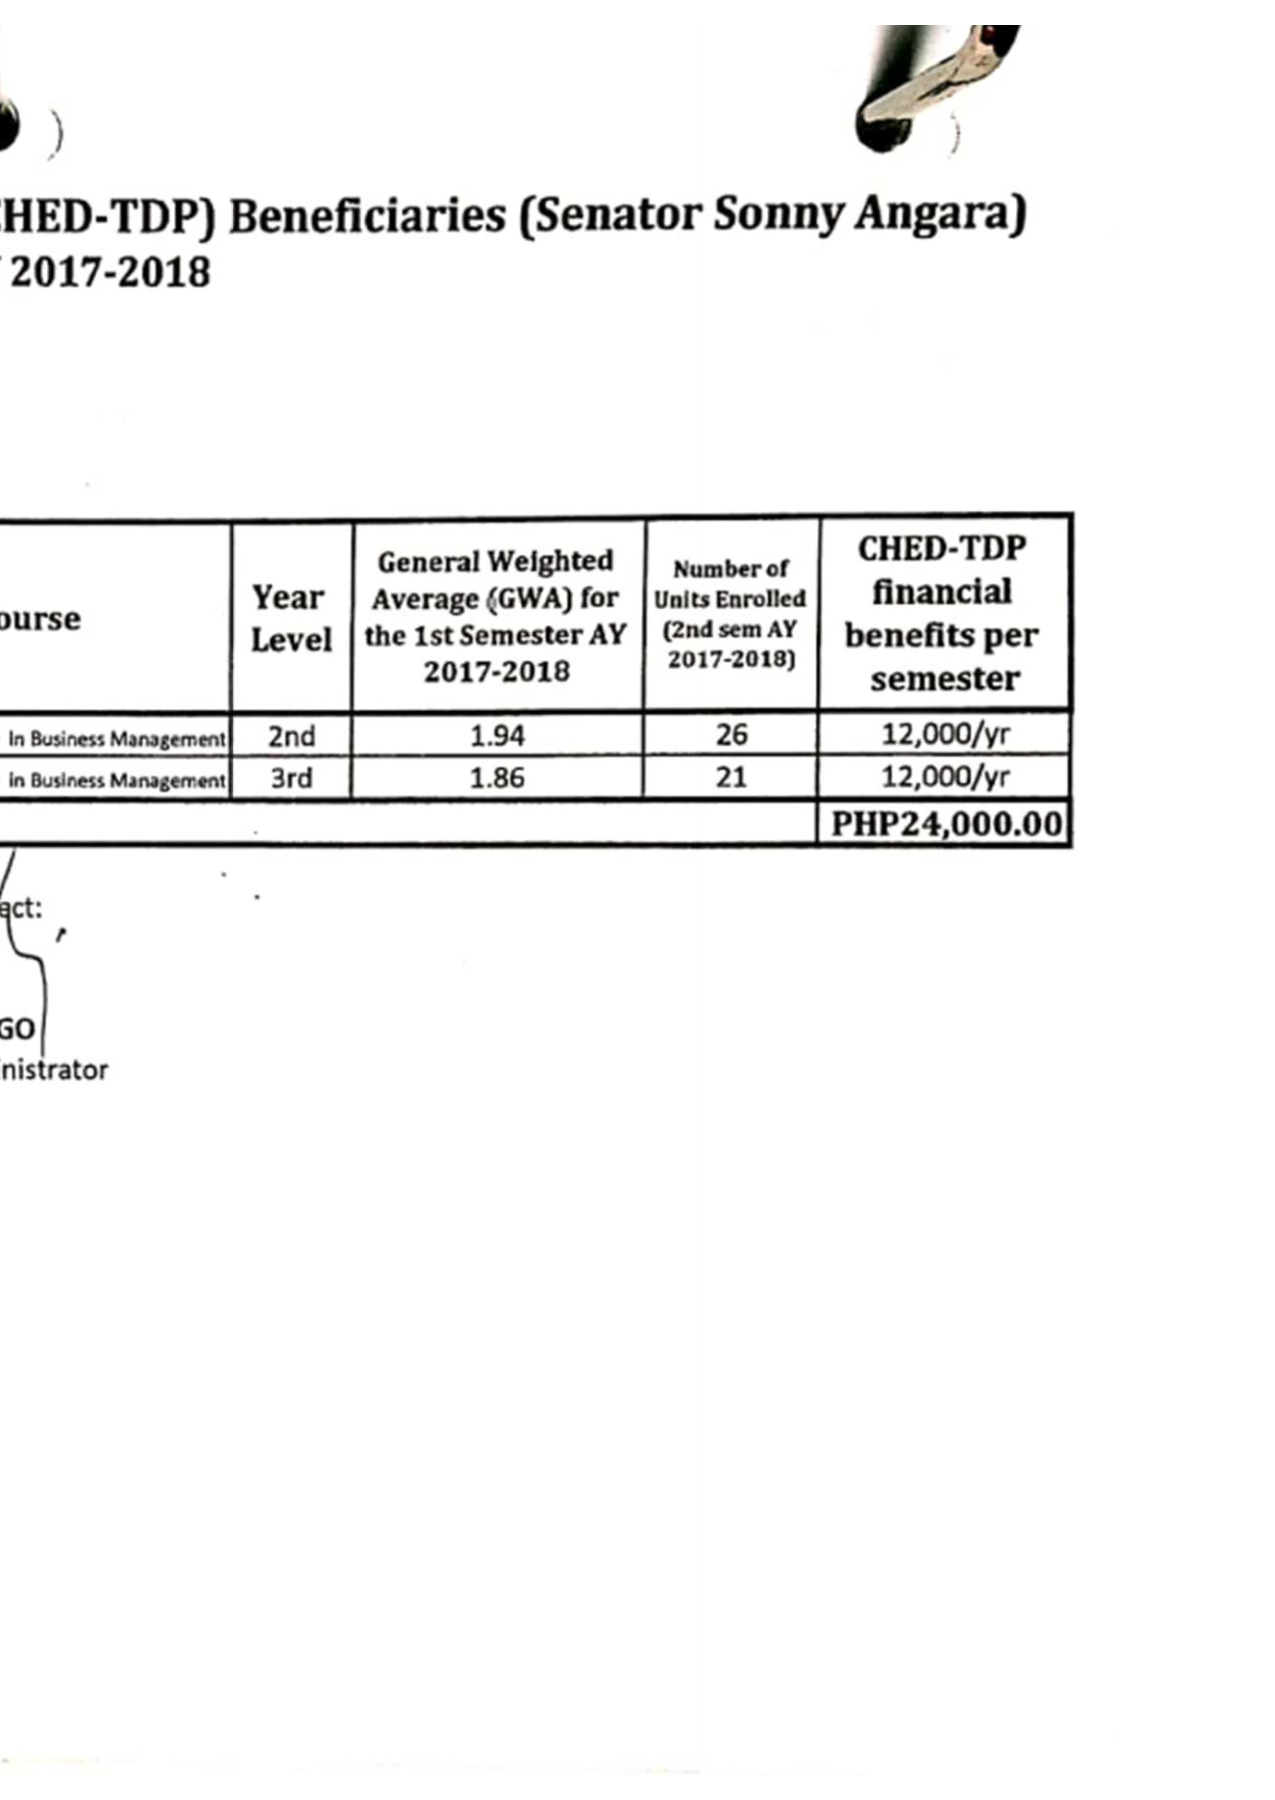 HED-TDP) Beneficiaries (Senator Sonny Angara)
2017-2018
ourse
Year
Level
General Weighted
Average (GWA) for
the 1st Semester AY
2017-2018
Number of
Units Enrolled
(2nd sem AY
2017-2018)
CHED-TDP
financial
benefits per
semester
in Business Management 2nd 1.94 26 12,000/yr
in Business Management 3rd 1.86 21 12,000/yr
PHP24,000.00
ect:
GO
nistrator